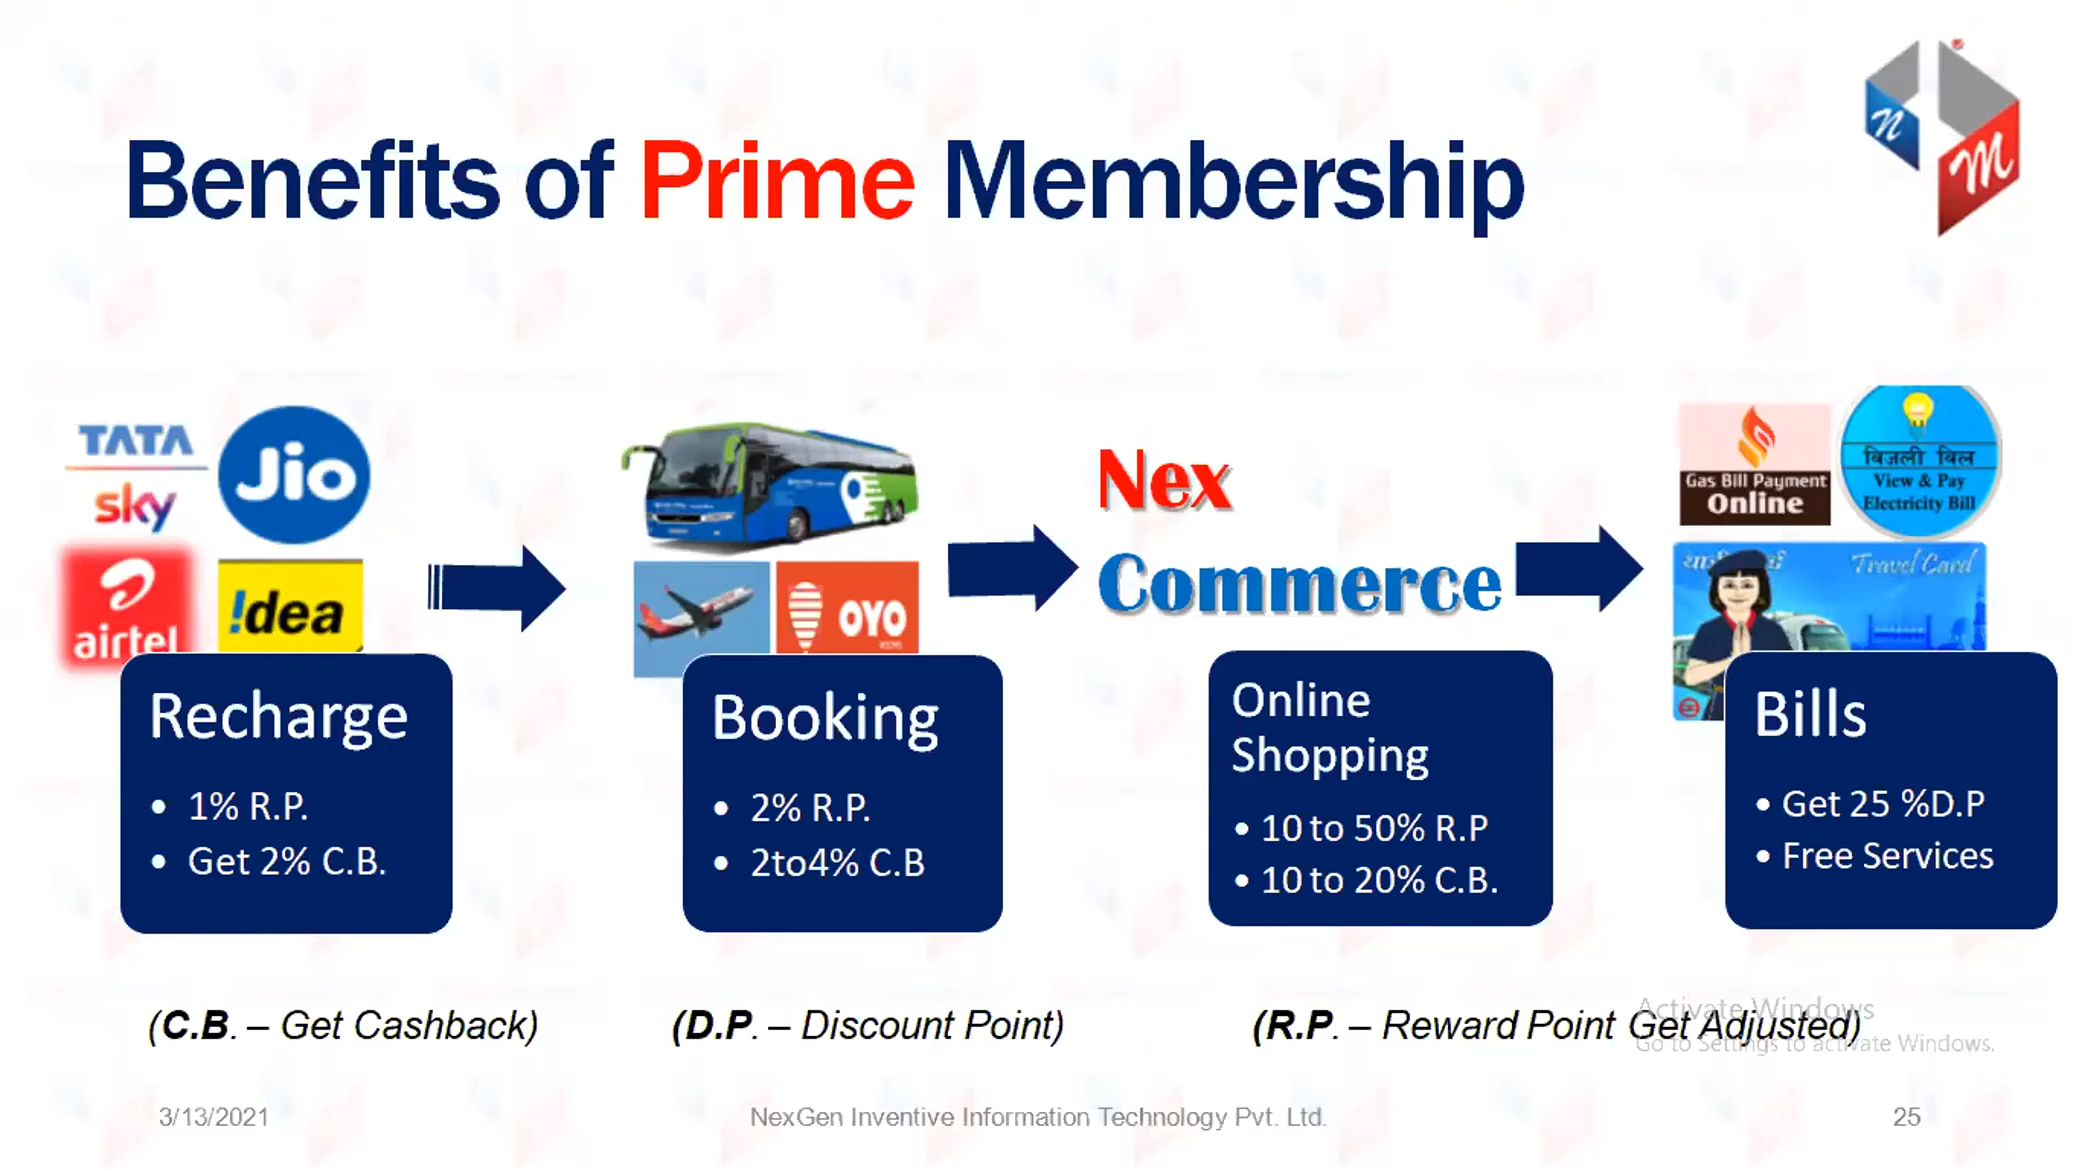 n
m
Benefits of Prime Membership
TATA
sky
Jio
airtel
!dea
OYO
ROOMS
Nex
Commerce
Gas Bill Payment
Online
बिजली बिल
View & Pay
Electricity Bill
Travel Card
Recharge
• 1% R.P.
• Get 2% C.B.
Booking
• 2% R.P.
• 2to4% C.B
Online
Shopping
• 10 to 50% R.P
• 10 to 20% C.B.
Bills
• Get 25 %D.P
• Free Services
(C.B. – Get Cashback)
(D.P. – Discount Point)
(R.P. – Reward Point Get Adjusted)
Activate Windows
Go to Settings to activate Windows.
3/13/2021
NexGen Inventive Information Technology Pvt. Ltd.
25